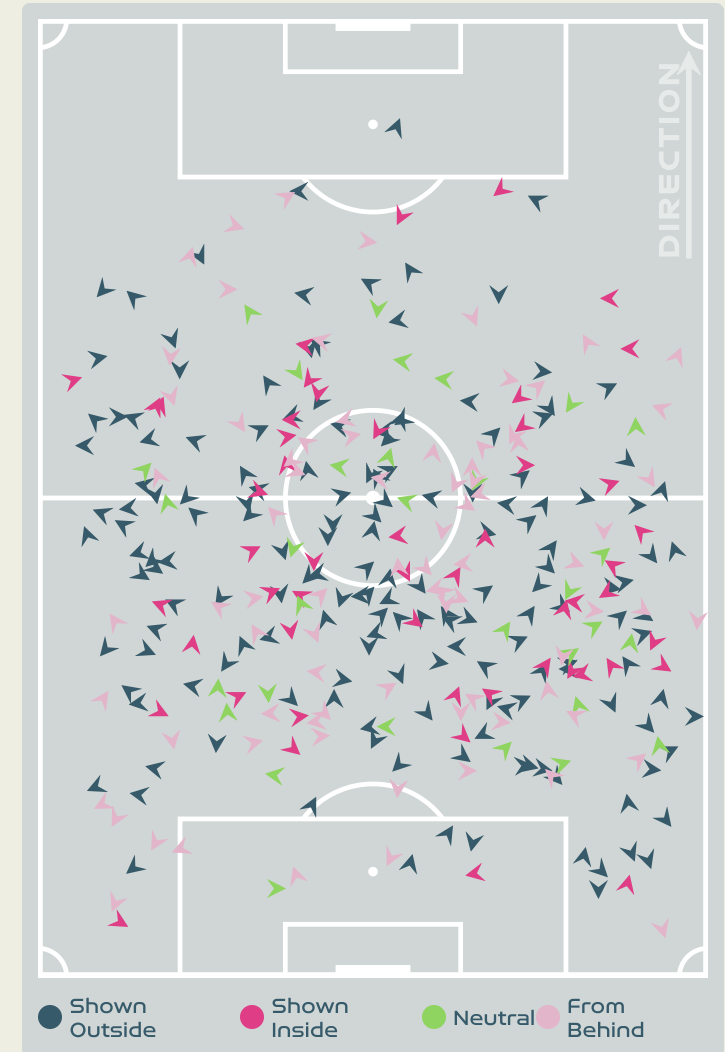 DIRECTION
Shown
Outside
Shown
Inside
Neutral
From
Behind